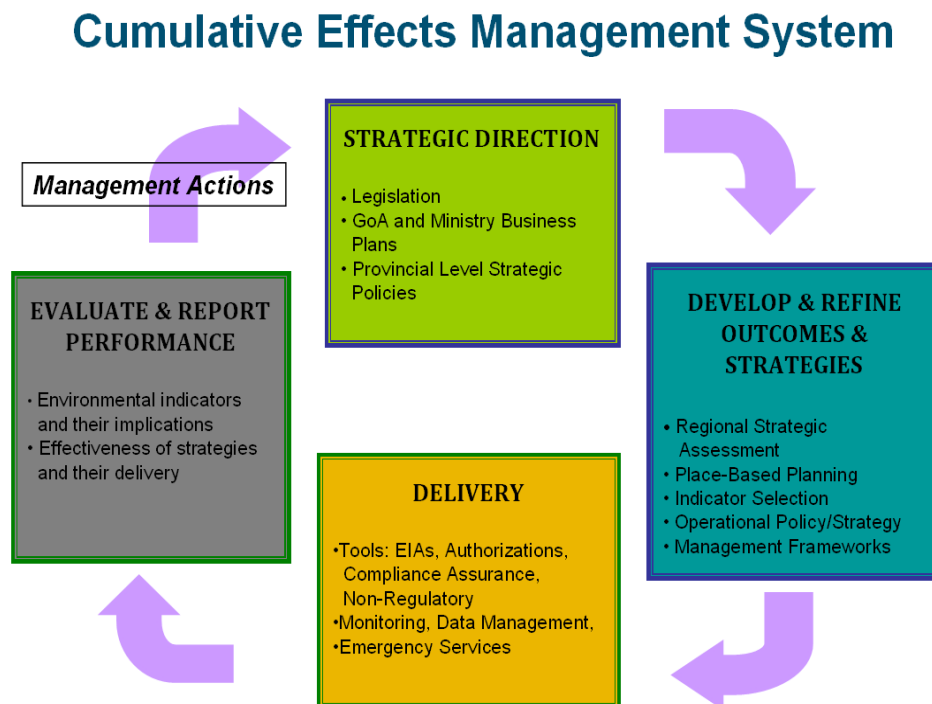 Cumulative Effects Management System
Management Actions
STRATEGIC DIRECTION
• Legislation
• GoA and Ministry Business
Plans
• Provincial Level Strategic
Policies
DEVELOP & REFINE
OUTCOMES &
STRATEGIES
• Regional Strategic
Assessment
• Place-Based Planning
• Indicator Selection
• Operational Policy/Strategy
• Management Frameworks
DELIVERY
•Tools: EIAs, Authorizations,
Compliance Assurance,
Non-Regulatory
•Monitoring, Data Management,
•Emergency Services
EVALUATE & REPORT
PERFORMANCE
• Environmental indicators
and their implications
• Effectiveness of strategies
and their delivery